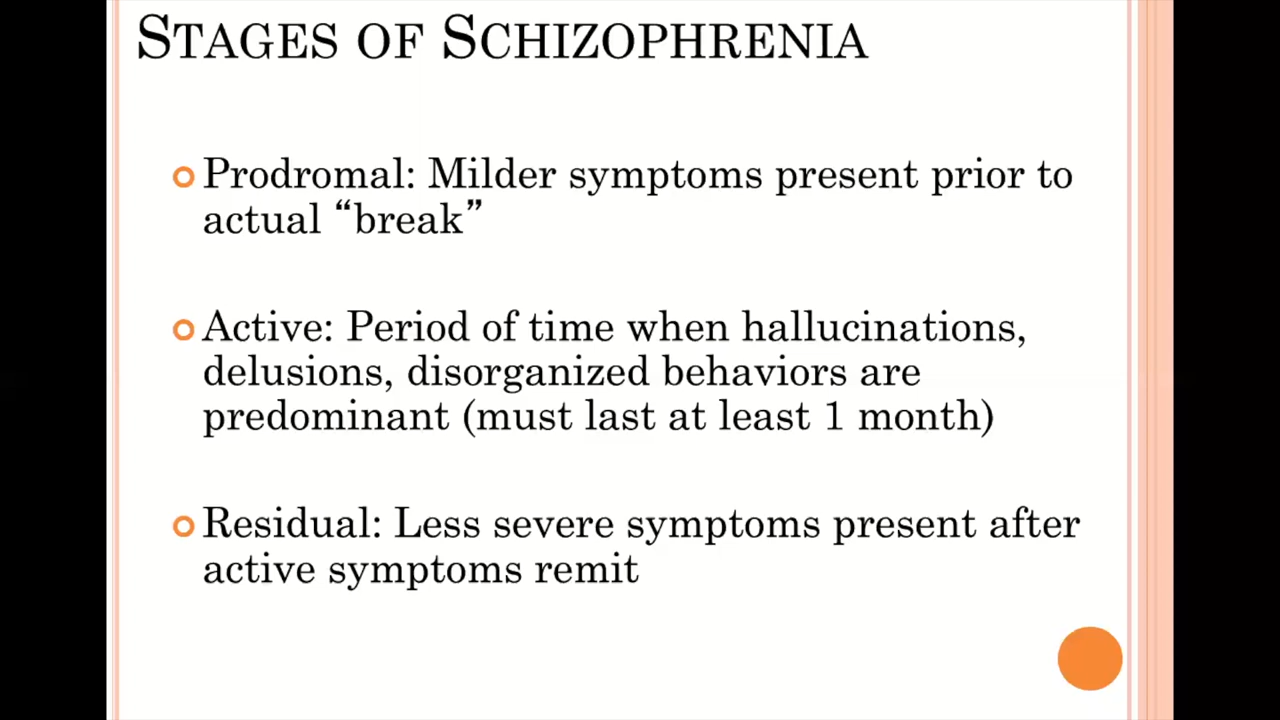 STAGES OF SCHIZOPHRENIA
Prodromal: Milder symptoms present prior to
actual “break”
Active: Period of time when hallucinations,
delusions, disorganized behaviors are
predominant (must last at least 1 month)
Residual: Less severe symptoms present after
active symptoms remit